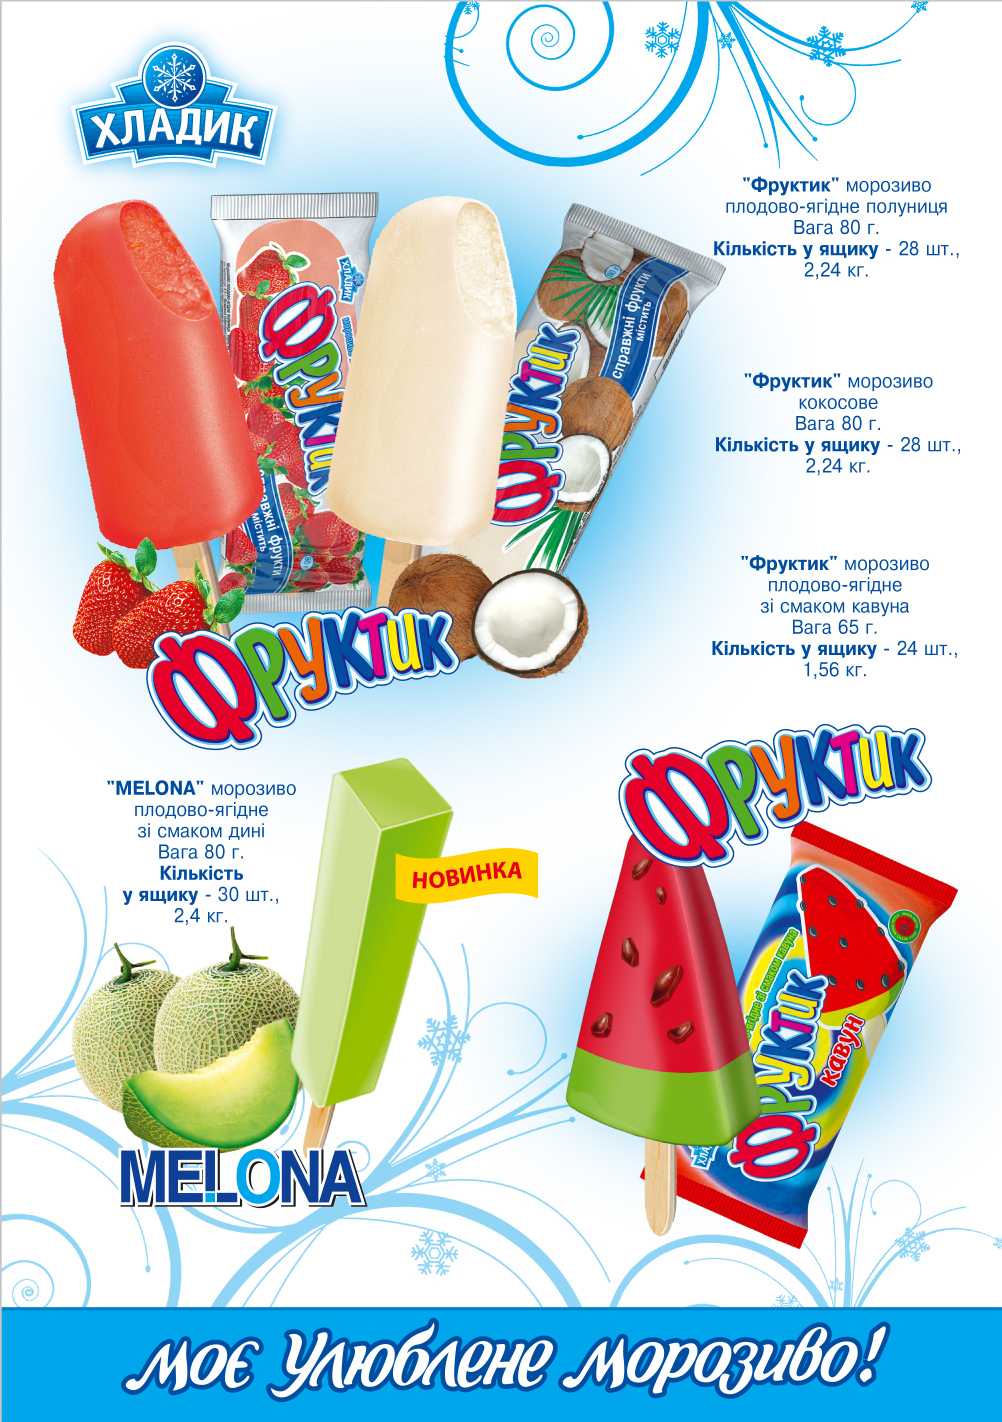 ХЛАДИК
"Фруктик" морозиво
плодово-ягідне полуниця
Вага 80 г.
Кількість у ящику - 28 шт.,
2,24 кг.
"Фруктик" морозиво
кокосове
Вага 80 г.
Кількість у ящику - 28 шт.,
2,24 кг.
"Фруктик" морозиво
плодово-ягідне
зі смаком кавуна
Вага 65 г.
Кількість у ящику - 24 шт.,
1,56 кг.
ХЛАДИК
Фруктик
містить
справжні фрукти
Фруктик
містить
справжні фрукти
Фруктик
Фруктик
"MELONA" морозиво
плодово-ягідне
зі смаком дині
Вага 80 г.
Кількість
у ящику - 30 шт.,
2,4 кг.
НОВИНКА
MELONA
зі смаком кавуна
Фруктик
кавун
моє улюблене морозиво!